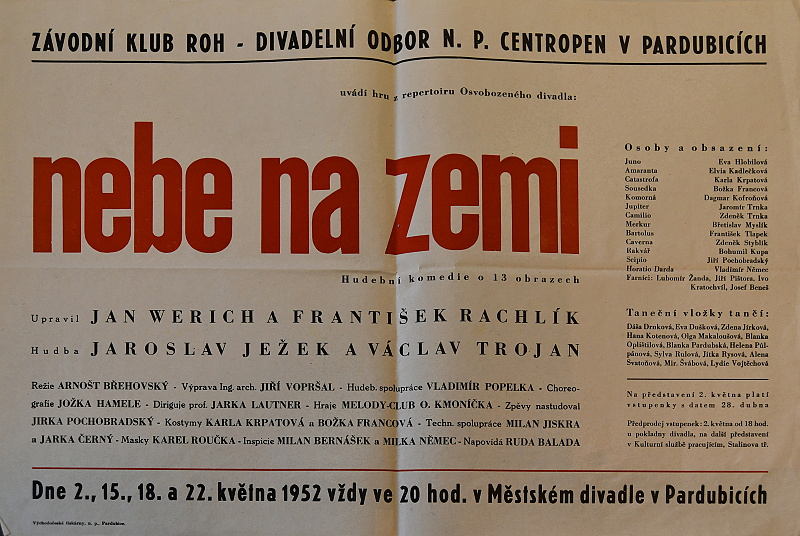 ZÁVODNÍ KLUB ROH - DIVADELNÍ ODBOR N. P. CENTROPEN V PARDUBICÍCH
uvádí hru z repertoiru Osvobozeného divadla:
nebe na zemi
Hudební komedie o 13 obrazech
Upravil JAN WERICH A FRANTIŠEK RACHLÍK
Hudba JAROSLAV JEŽEK A VÁCLAV TROJAN
Režie ARNOŠT BŘEHOVSKÝ - Výprava Ing. arch. JIŘÍ VOPRŠAL - Hudeb. spolupráce VLADIMÍR POPELKA - Choreo-
grafie JOŽKA HAMELE - Diriguje prof. JARKA LAUTNER - Hraje MELODY-CLUB O. KMONÍČKA - Zpěvy nastudoval
JIRKA POCHOBRADSKÝ - Kostymy KARLA KRPATOVÁ a BOŽKA FRANCOVÁ - Techn. spolupráce MILAN JISKRA
a JARKA ČERNÝ - Masky KAREL ROUČKA - Inspicie MILAN BERNÁŠEK a MILKA NĚMEC - Napovídá RUDA BALADA
Osoby a obsazení:
Juno Eva Hlobilová
Amaranta Elvia Kadlečková
Catastrofa Karla Krpatová
Sousedka Božka Francová
Komorná Dagmar Kofroňová
Jupiter Jaromír Trnka
Camilio Zdeněk Trnka
Merkur Břetislav Myslík
Bartolus František Tlapek
Caverna Zdeněk Styblík
Rakvář Bohumil Kupa
Scipio Jiří Pochobradský
Horatio Darda Vladimír Němec
Farníci: Lubomír Žanda, Jiří Pištora, Ivo
Kratochvíl, Josef Beneš
Taneční vložky tančí:
Dáša Drnková, Eva Dušková, Zdena Jirková,
Hana Kotenová, Olga Makaloušová, Blanka
Oplištilová, Blanka Pardubská, Helena Půl-
pánová, Sylva Rulová, Jitka Rysová, Alena
Svatoňová, Mir. Švábová, Lydie Vojtěchová
Na představení 2. května platí
vstupenky s datem 28. dubna
Předprodej vstupenek: 2. května od 18 hod.
u pokladny divadla, na další představení
v Kulturní službě pracujícím, Stalinova tř.
Dne 2., 15., 18. a 22. května 1952 vždy ve 20 hod. v Městském divadle v Pardubicích
Východočeské tiskárny, n. p., Pardubice.